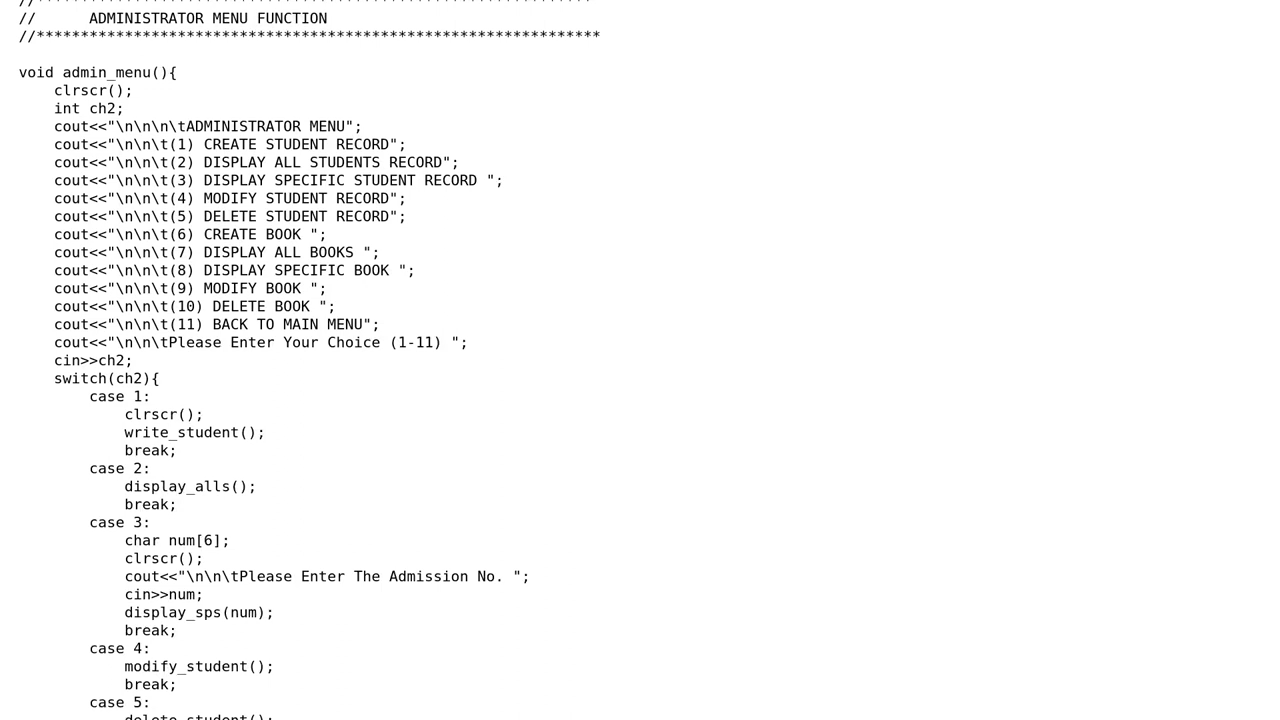 //      ADMINISTRATOR MENU FUNCTION
//****************************************************************
void admin_menu(){
    clrscr();
    int ch2;
    cout<<"\n\n\n\tADMINISTRATOR MENU";
    cout<<"\n\n\t(1) CREATE STUDENT RECORD";
    cout<<"\n\n\t(2) DISPLAY ALL STUDENTS RECORD";
    cout<<"\n\n\t(3) DISPLAY SPECIFIC STUDENT RECORD ";
    cout<<"\n\n\t(4) MODIFY STUDENT RECORD";
    cout<<"\n\n\t(5) DELETE STUDENT RECORD";
    cout<<"\n\n\t(6) CREATE BOOK ";
    cout<<"\n\n\t(7) DISPLAY ALL BOOKS ";
    cout<<"\n\n\t(8) DISPLAY SPECIFIC BOOK ";
    cout<<"\n\n\t(9) MODIFY BOOK ";
    cout<<"\n\n\t(10) DELETE BOOK ";
    cout<<"\n\n\t(11) BACK TO MAIN MENU";
    cout<<"\n\n\tPlease Enter Your Choice (1-11) ";
    cin>>ch2;
    switch(ch2){
        case 1:
            clrscr();
            write_student();
            break;
        case 2:
            display_alls();
            break;
        case 3:
            char num[6];
            clrscr();
            cout<<"\n\n\tPlease Enter The Admission No. ";
            cin>>num;
            display_sps(num);
            break;
        case 4:
            modify_student();
            break;
        case 5:
            delete_student();